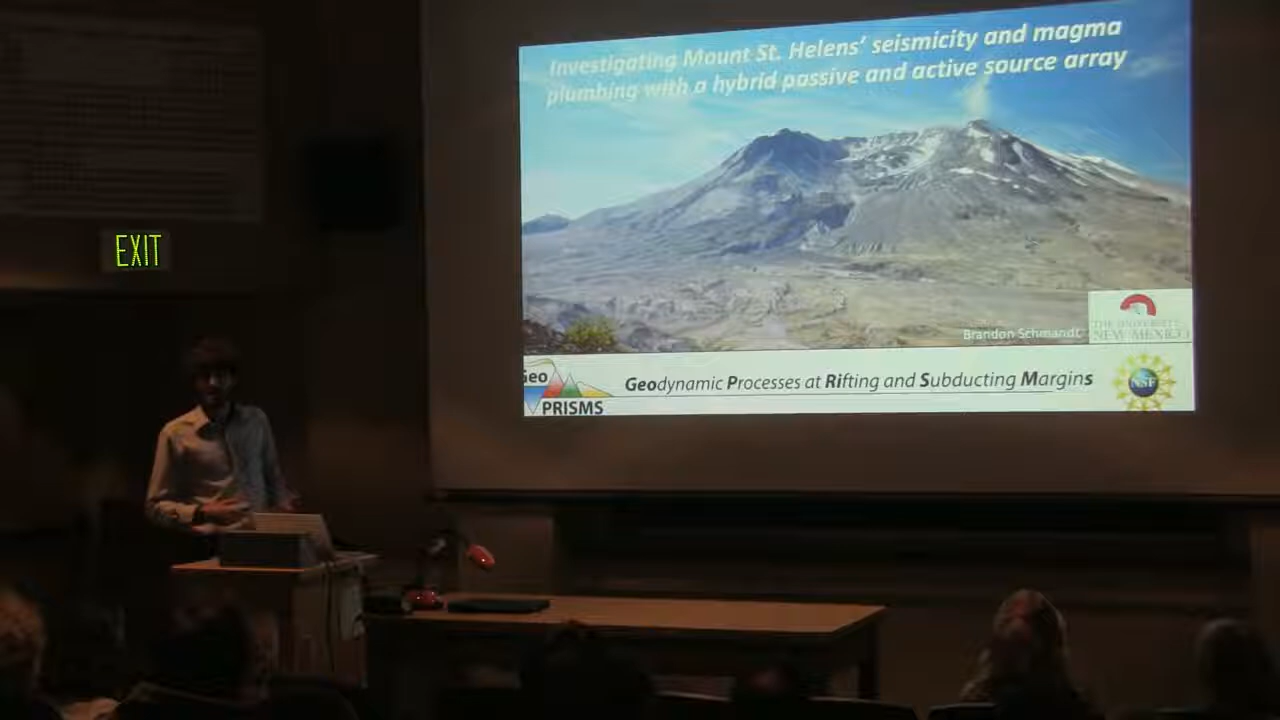 Investigating Mount St. Helens' seismicity and magma
plumbing with a hybrid passive and active source array
EXIT
Brandon Schmandt
THE UNIVERSITY
NEW MEXICO
Geo
PRISMS
Geodynamic Processes at Rifting and Subducting Margins
NSF